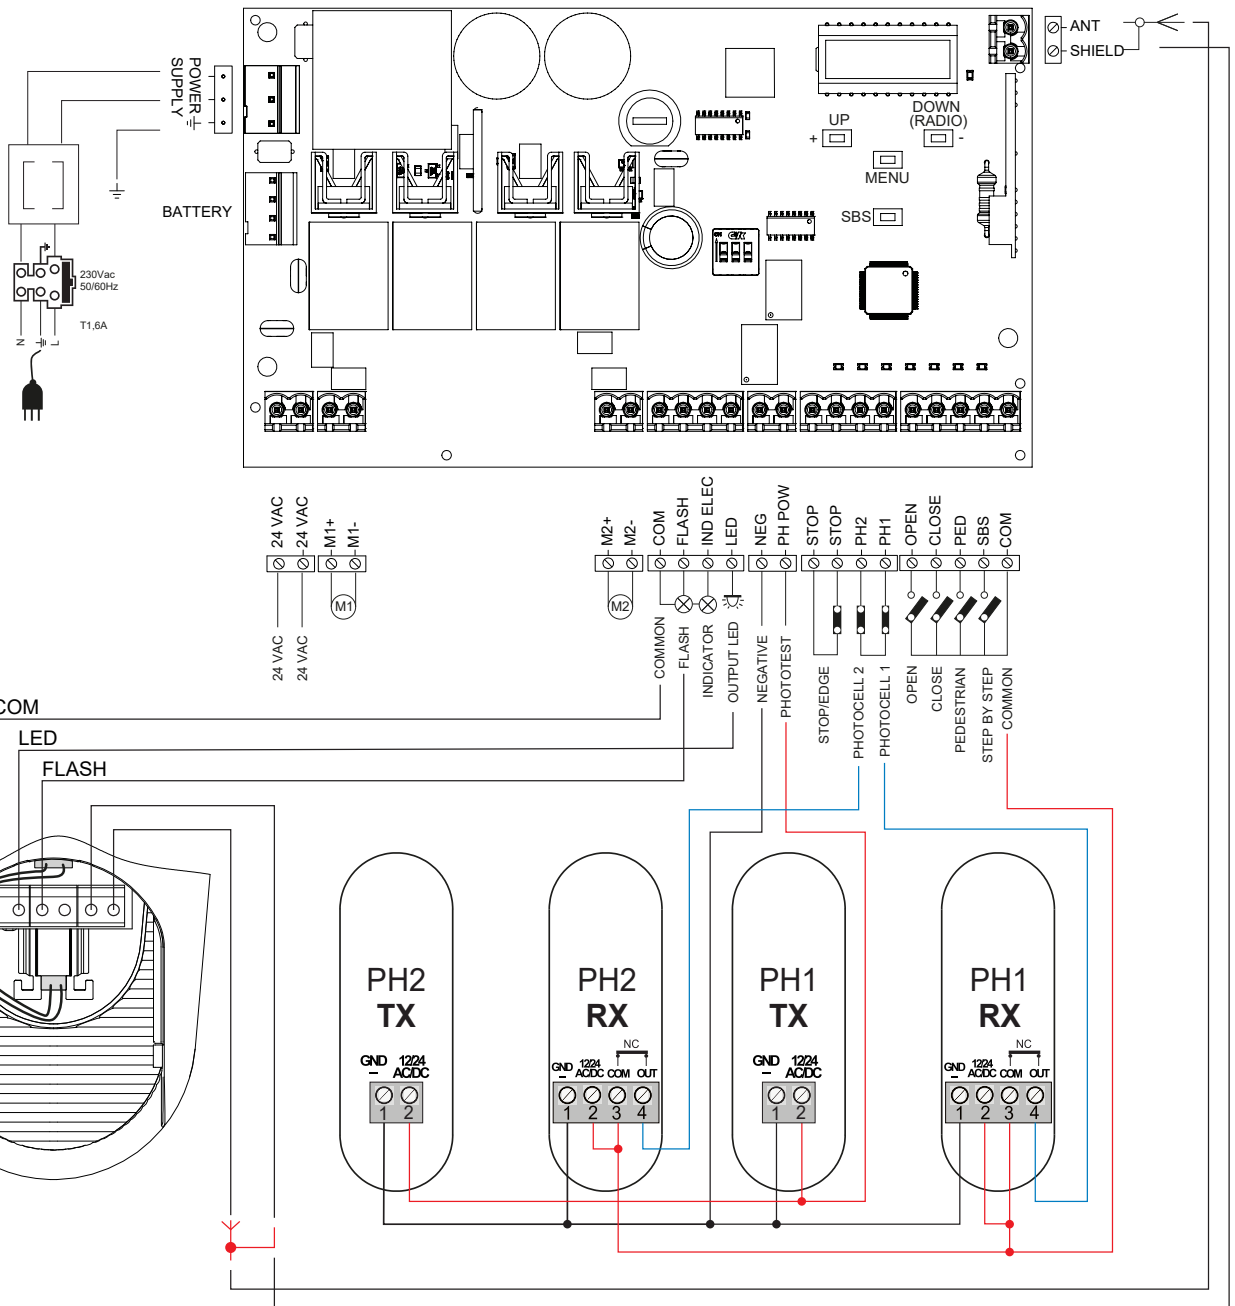 ANT
SHIELD
POWER
SUPPLY
UP
+
DOWN
(RADIO)
-
MENU
SBS
BATTERY
230Vac
50/60Hz
T1,6A
N
L
ON
1
24 VAC
24 VAC
M1+
M1-
M2+
M2-
COM
FLASH
IND ELEC
LED
NEG
PH POW
STOP
STOP
PH2
PH1
OPEN
CLOSE
PED
SBS
COM
M1
M2
24 VAC
24 VAC
COMMON
FLASH
INDICATOR
OUTPUT LED
NEGATIVE
PHOTOTEST
STOP/EDGE
PHOTOCELL 2
PHOTOCELL 1
OPEN
CLOSE
PEDESTRIAN
STEP BY STEP
COMMON
COM
LED
FLASH
PH2
TX
GND
–
12/24
AC/DC
1 2
PH2
RX
NC
GND
–
12/24
AC/DC
COM
OUT
1 2 3 4
PH1
TX
GND
–
12/24
AC/DC
1 2
PH1
RX
NC
GND
–
12/24
AC/DC
COM
OUT
1 2 3 4